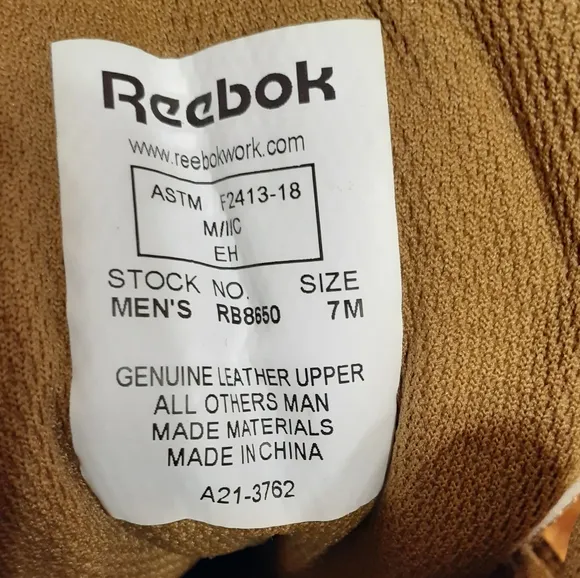 Reebok
www.reebokwork.com
ASTM F2413-18
M/I/C
EH
STOCK NO. SIZE
MEN'S RB8650 7M
GENUINE LEATHER UPPER
ALL OTHERS MAN
MADE MATERIALS
MADE IN CHINA
A21-3762